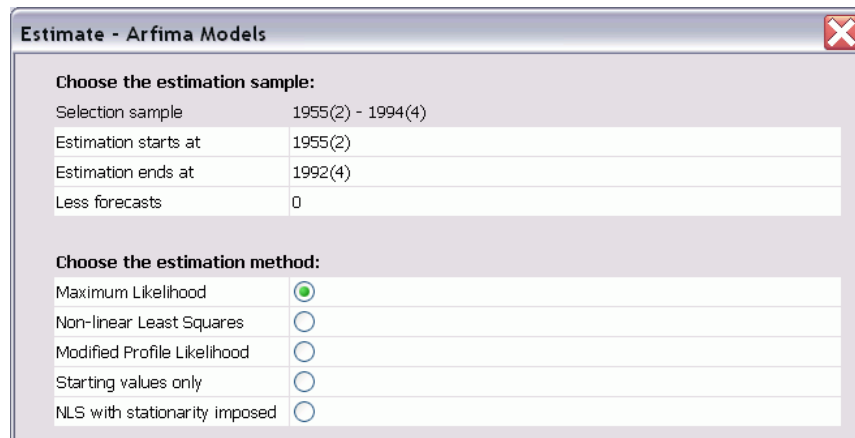 Estimate - Arfima Models
Choose the estimation sample:
Selection sample 1955(2) - 1994(4)
Estimation starts at 1955(2)
Estimation ends at 1992(4)
Less forecasts 0
Choose the estimation method:
Maximum Likelihood
Non-linear Least Squares
Modified Profile Likelihood
Starting values only
NLS with stationarity imposed